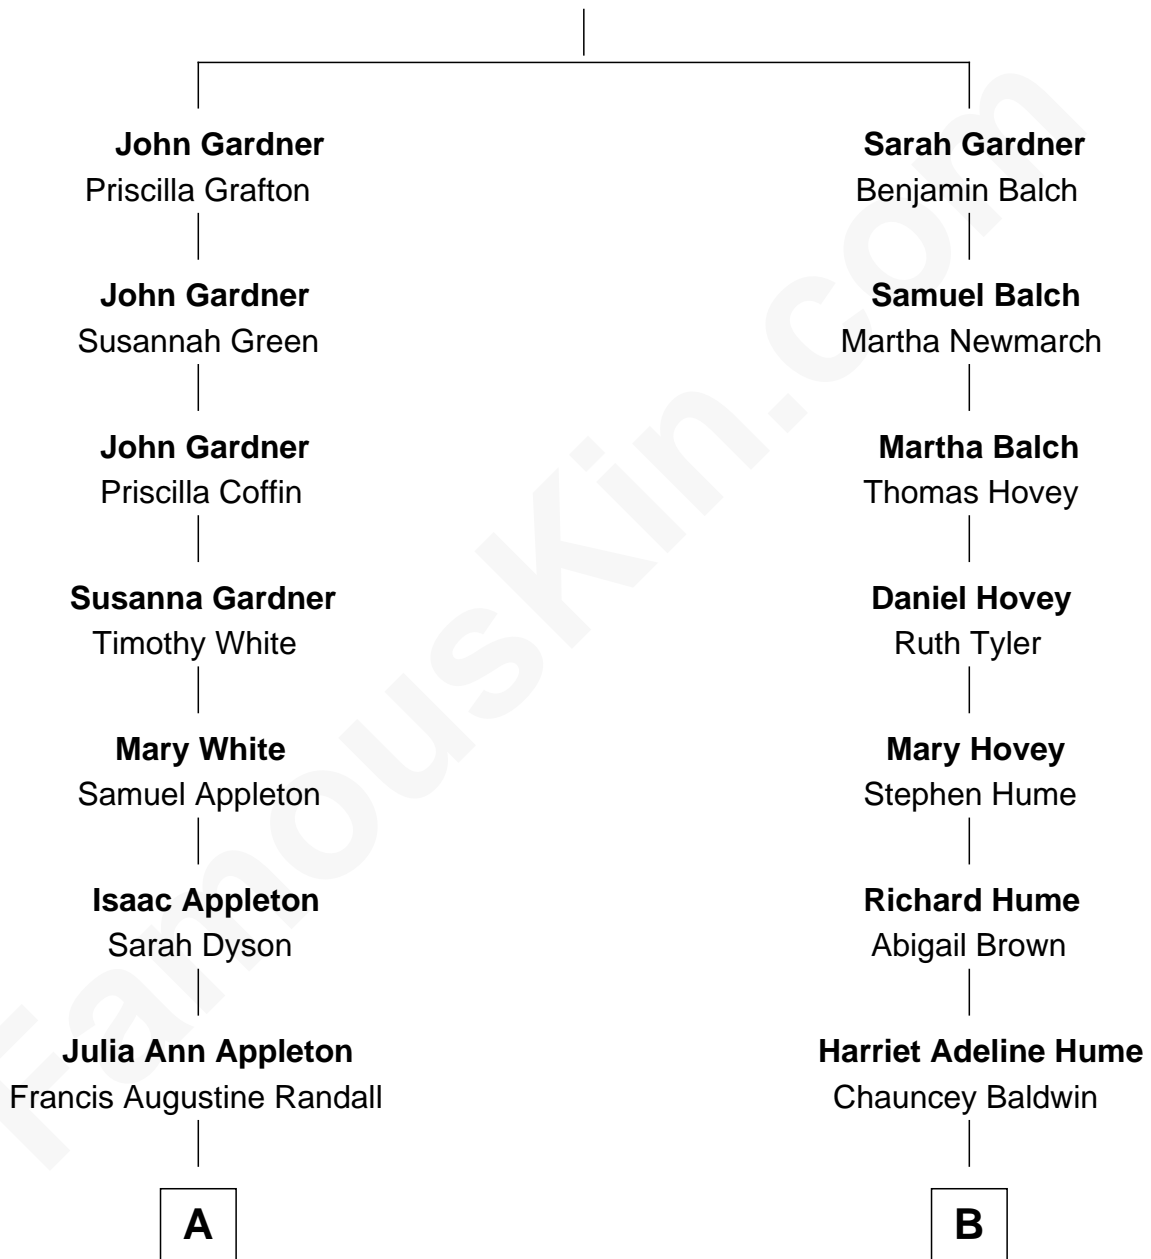 John Gardner
Priscilla Grafton
John Gardner
Susannah Green
John Gardner
Priscilla Coffin
Susanna Gardner
Timothy White
Mary White
Samuel Appleton
Isaac Appleton
Sarah Dyson
Julia Ann Appleton
Francis Augustine Randall
A
Sarah Gardner
Benjamin Balch
Samuel Balch
Martha Newmarch
Martha Balch
Thomas Hovey
Daniel Hovey
Ruth Tyler
Mary Hovey
Stephen Hume
Richard Hume
Abigail Brown
Harriet Adeline Hume
Chauncey Baldwin
B
FamousKin.com